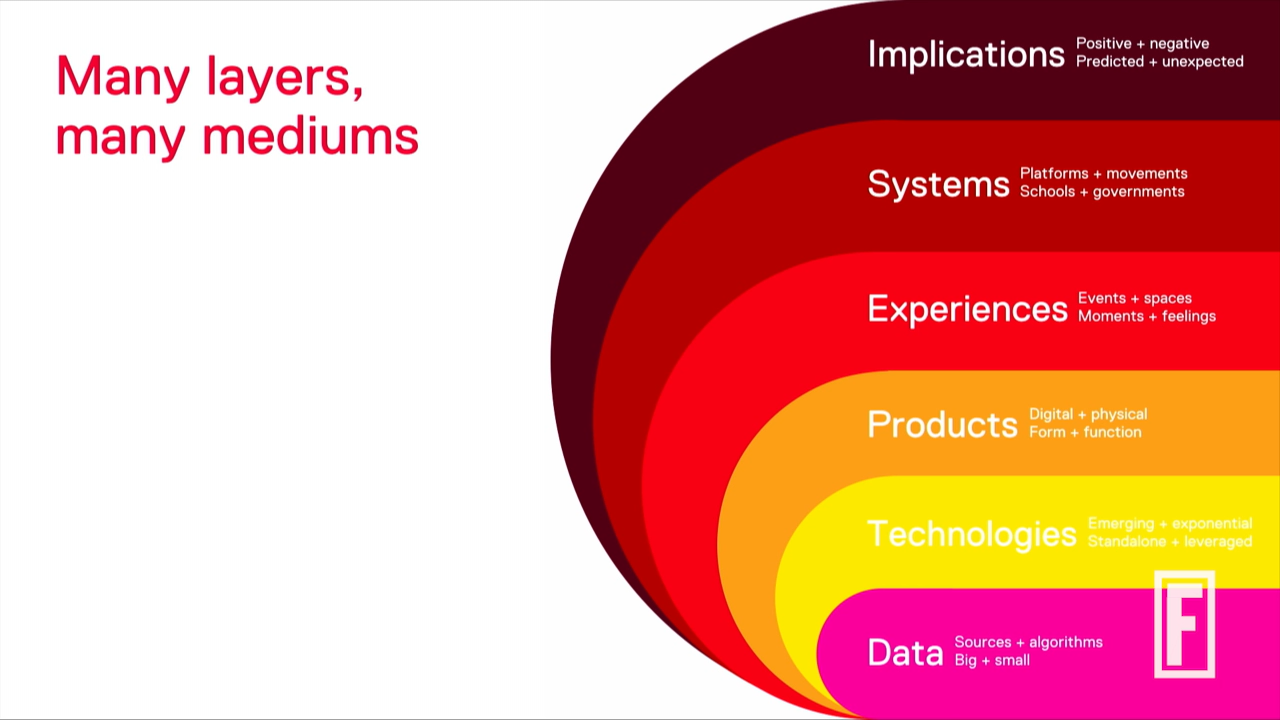 Many layers,
many mediums
Implications
Positive + negative
Predicted + unexpected
Systems
Platforms + movements
Schools + governments
Experiences
Events + spaces
Moments + feelings
Products
Digital + physical
Form + function
Technologies
Emerging + exponential
Standalone + leveraged
Data
Sources + algorithms
Big + small
F